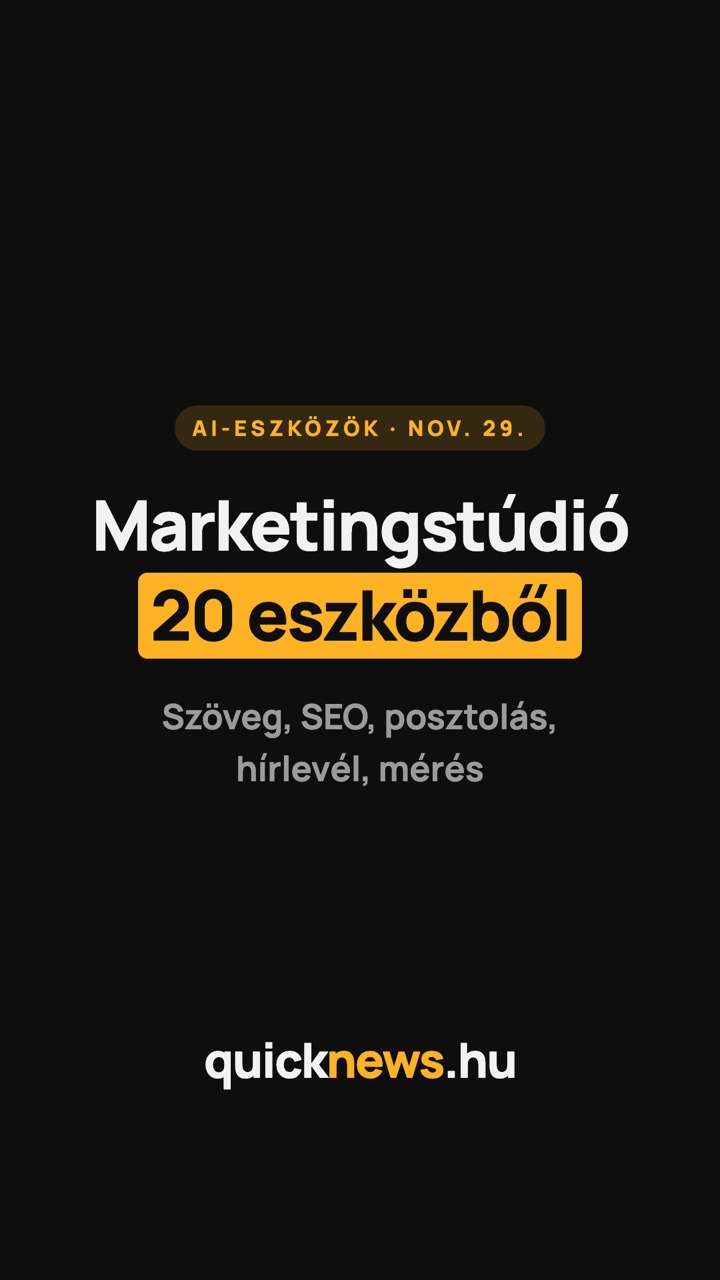 AI-ESZKÖZÖK · NOV. 29.
Marketingstúdió
20 eszközből
Szöveg, SEO, posztolás,
hírlevél, mérés
quicknews.hu